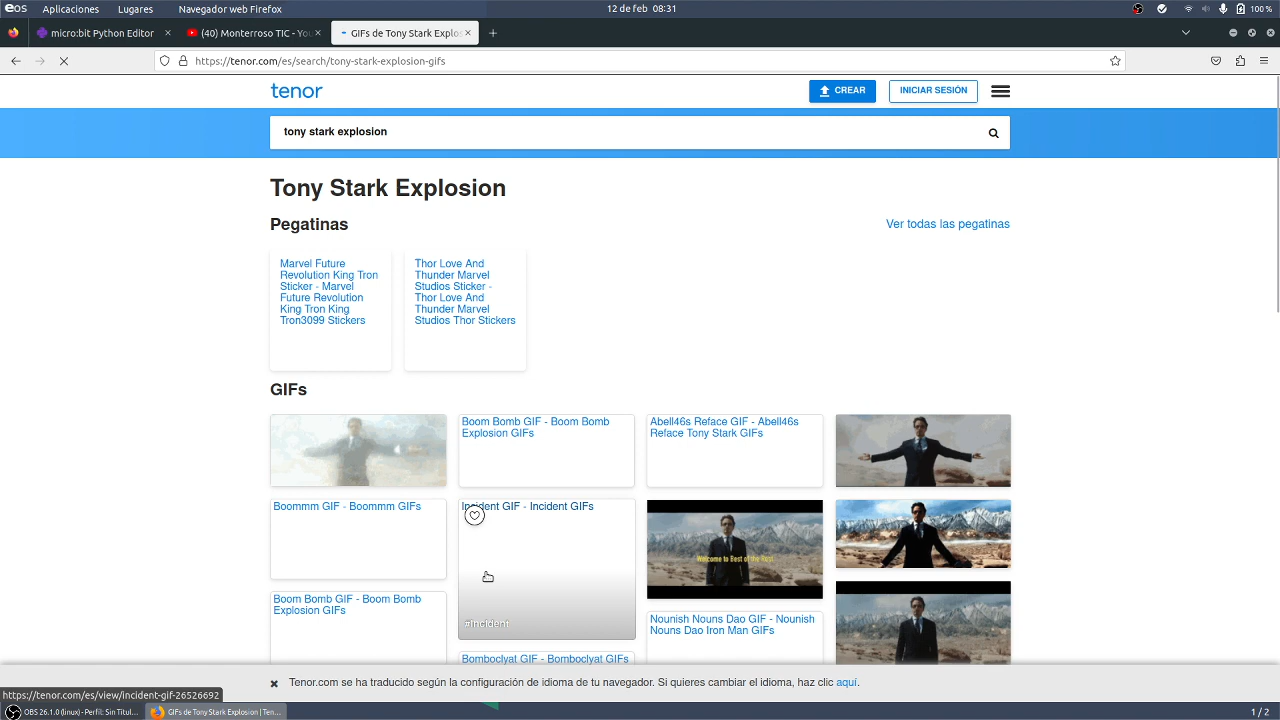 eos Aplicaciones Lugares Navegador web Firefox 12 de feb 08:31 100 %
micro:bit Python Editor (40) Monterroso TIC - You GIFs de Tony Stark Explos
https://tenor.com/es/search/tony-stark-explosion-gifs
tenor CREAR INICIAR SESIÓN
tony stark explosion
Tony Stark Explosion
Pegatinas Ver todas las pegatinas
Marvel Future
Revolution King Tron
Sticker - Marvel
Future Revolution
King Tron King
Tron3099 Stickers
Thor Love And
Thunder Marvel
Studios Sticker -
Thor Love And
Thunder Marvel
Studios Thor Stickers
GIFs
Boom Bomb GIF - Boom Bomb
Explosion GIFs
Abell46s Reface GIF - Abell46s
Reface Tony Stark GIFs
Boommm GIF - Boommm GIFs
Incident GIF - Incident GIFs
#incident
Welcome to Best of the Rest
Boom Bomb GIF - Boom Bomb
Explosion GIFs
Nounish Nouns Dao GIF - Nounish
Nouns Dao Iron Man GIFs
Bomboclyat GIF - Bomboclyat GIFs
Tenor.com se ha traducido según la configuración de idioma de tu navegador. Si quieres cambiar el idioma, haz clic aquí.
https://tenor.com/es/view/incident-gif-26526692
OBS 26.1.0 (linux) - Perfil: Sin Titul... GIFs de Tony Stark Explosion | Ten... 1 / 2